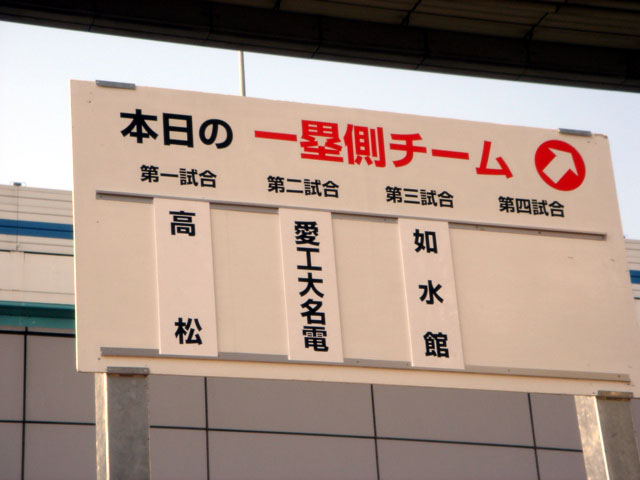 本日の 一塁側チーム
第一試合 第二試合 第三試合 第四試合
高松
愛工大名電
如水館